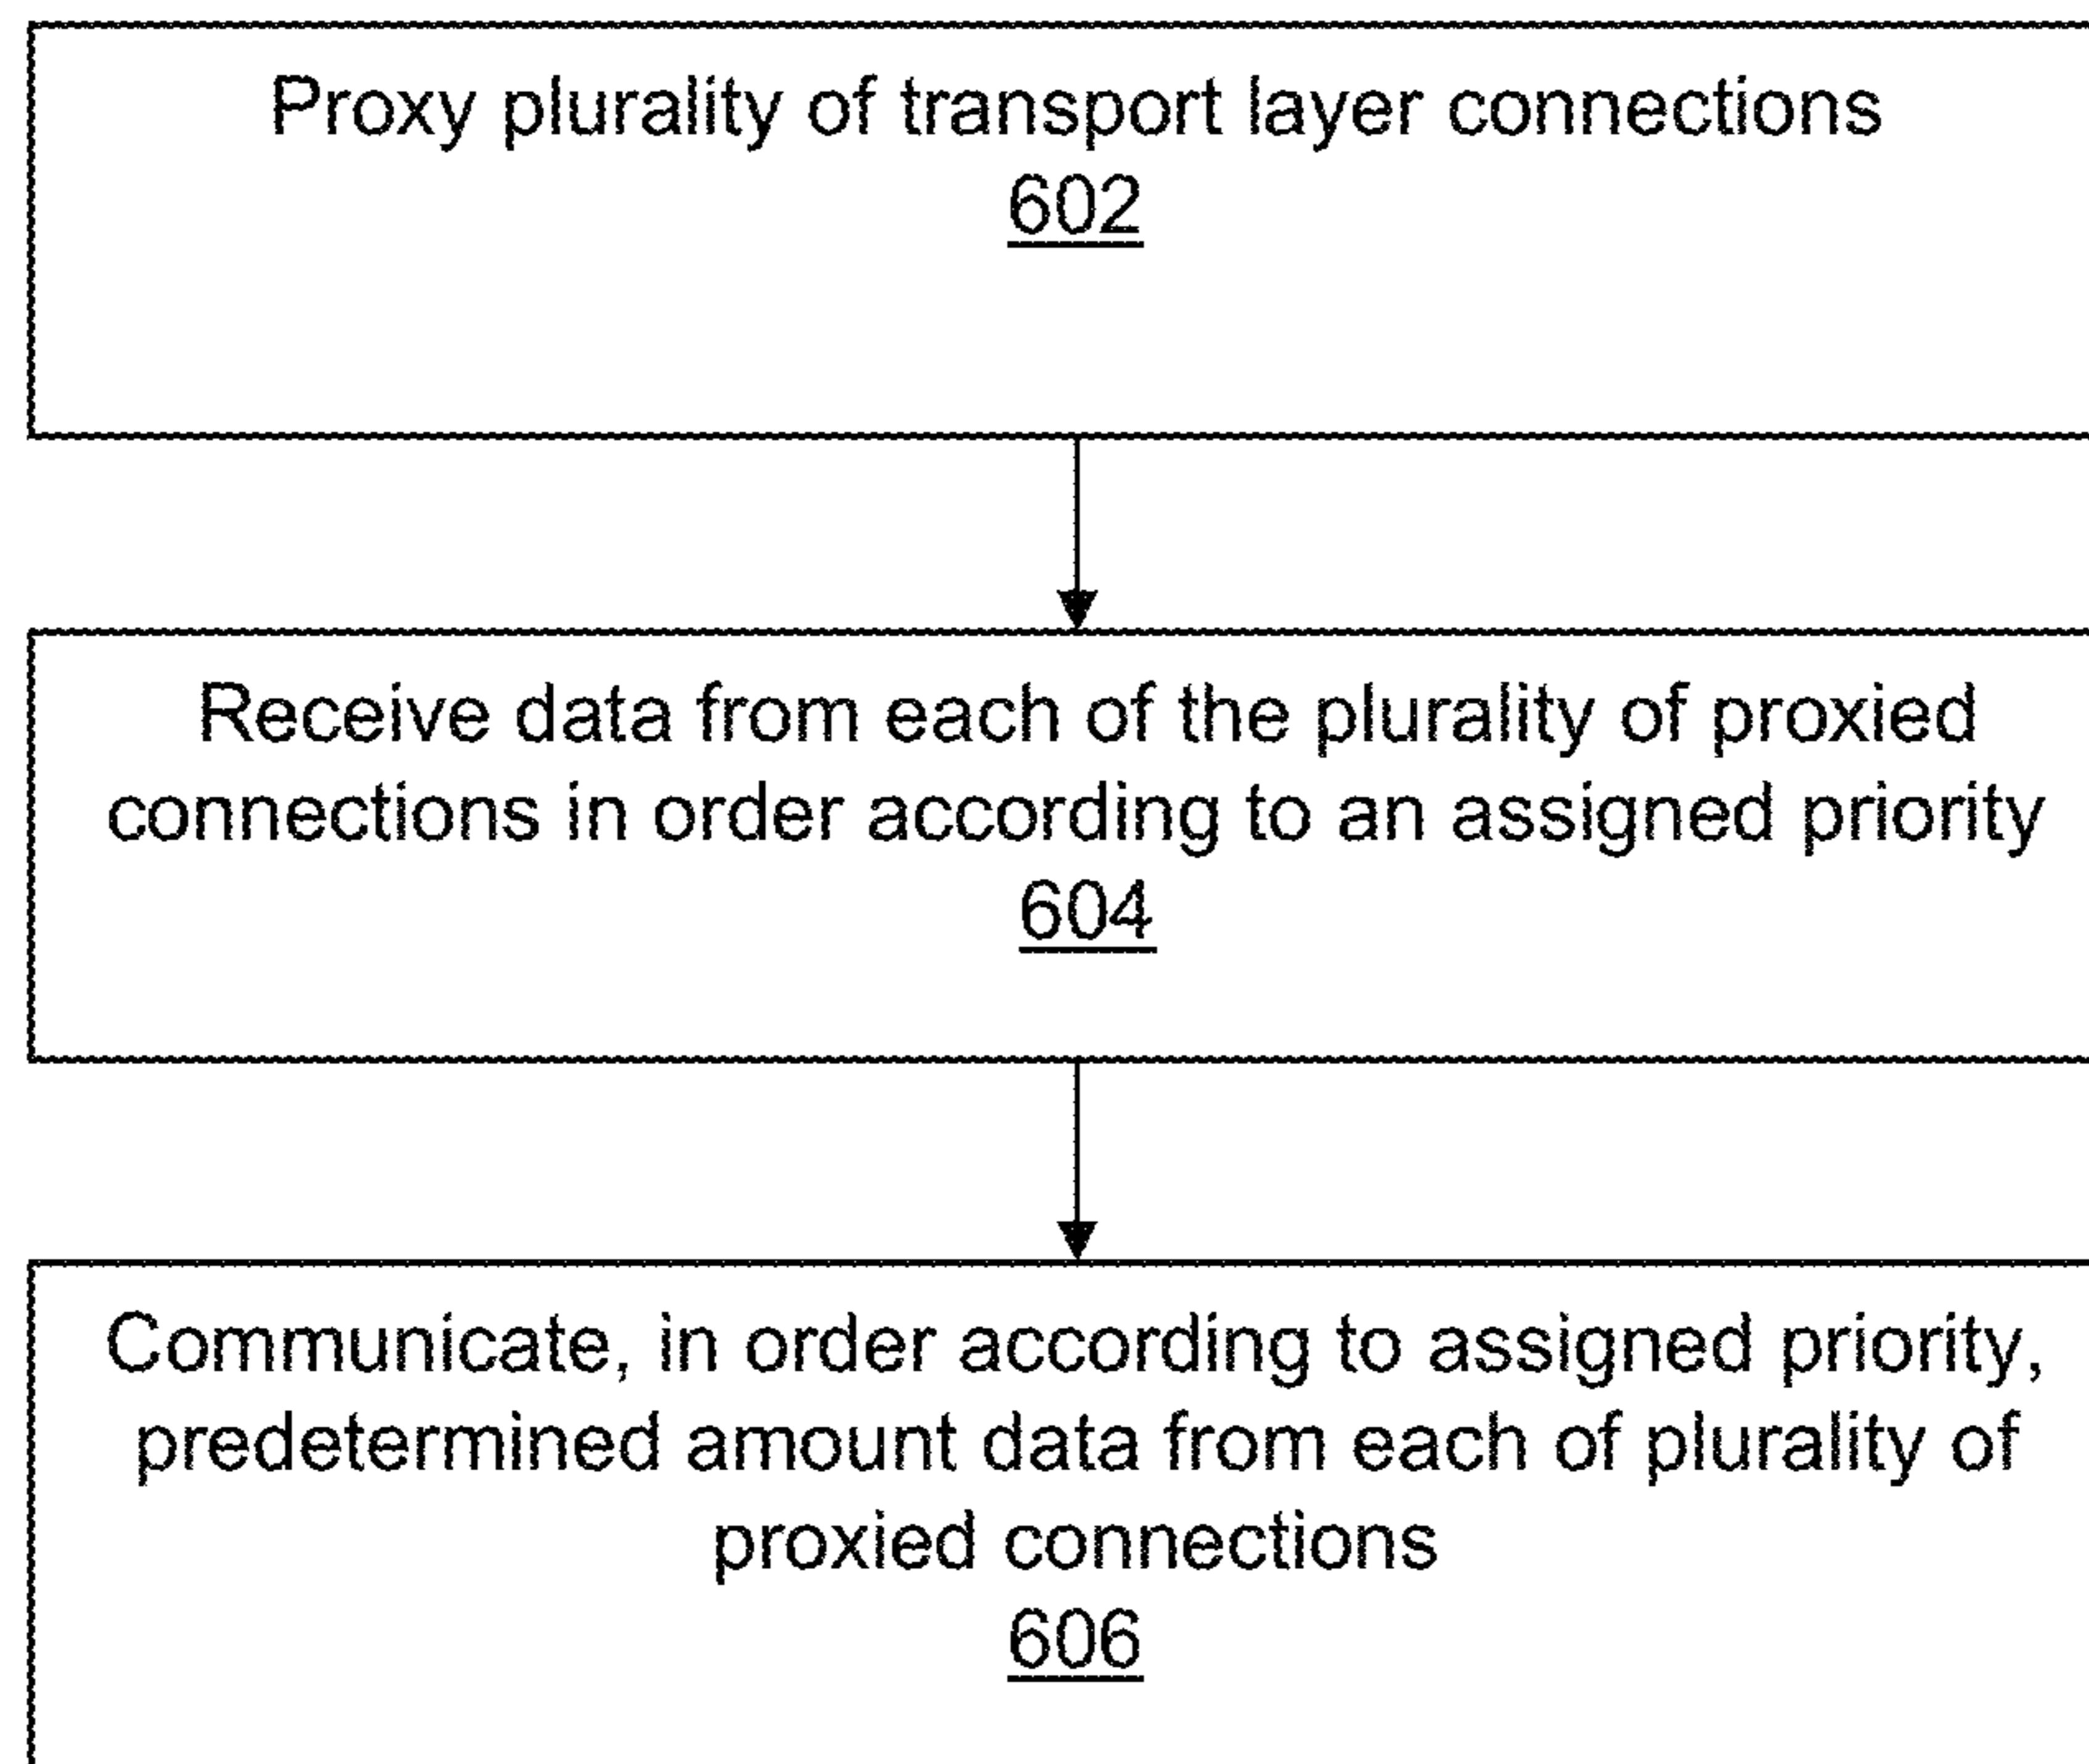 Proxy plurality of transport layer connections
602
Receive data from each of the plurality of proxied
connections in order according to an assigned priority
604
Communicate, in order according to assigned priority,
predetermined amount data from each of plurality of
proxied connections
606